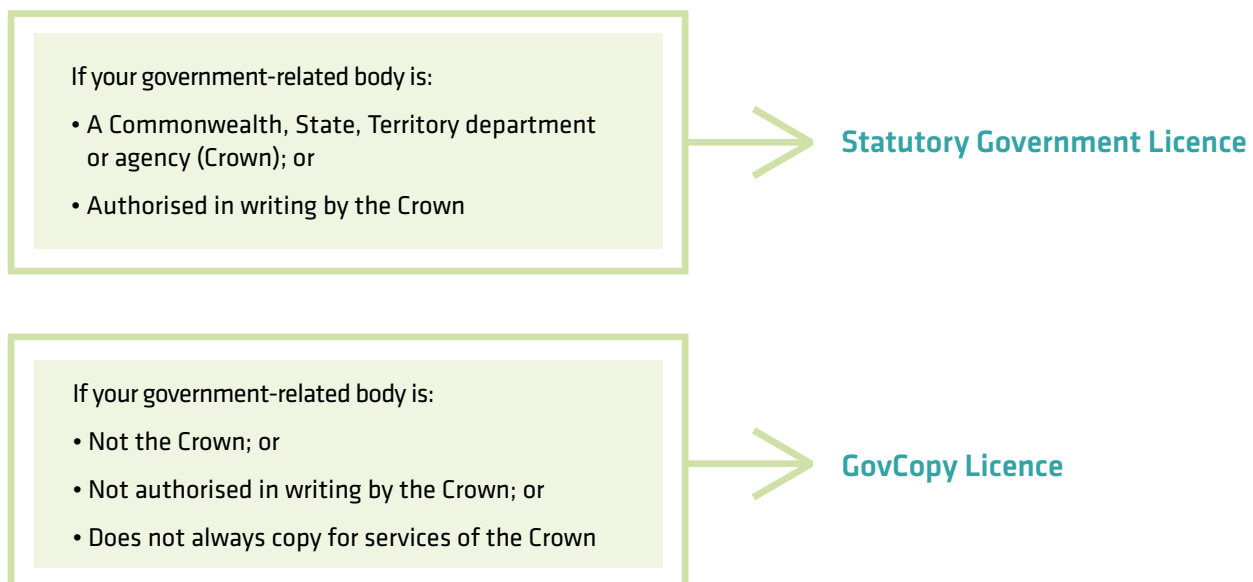 If your government-related body is:
• A Commonwealth, State, Territory department
or agency (Crown); or
• Authorised in writing by the Crown
Statutory Government Licence
If your government-related body is:
• Not the Crown; or
• Not authorised in writing by the Crown; or
• Does not always copy for services of the Crown
GovCopy Licence